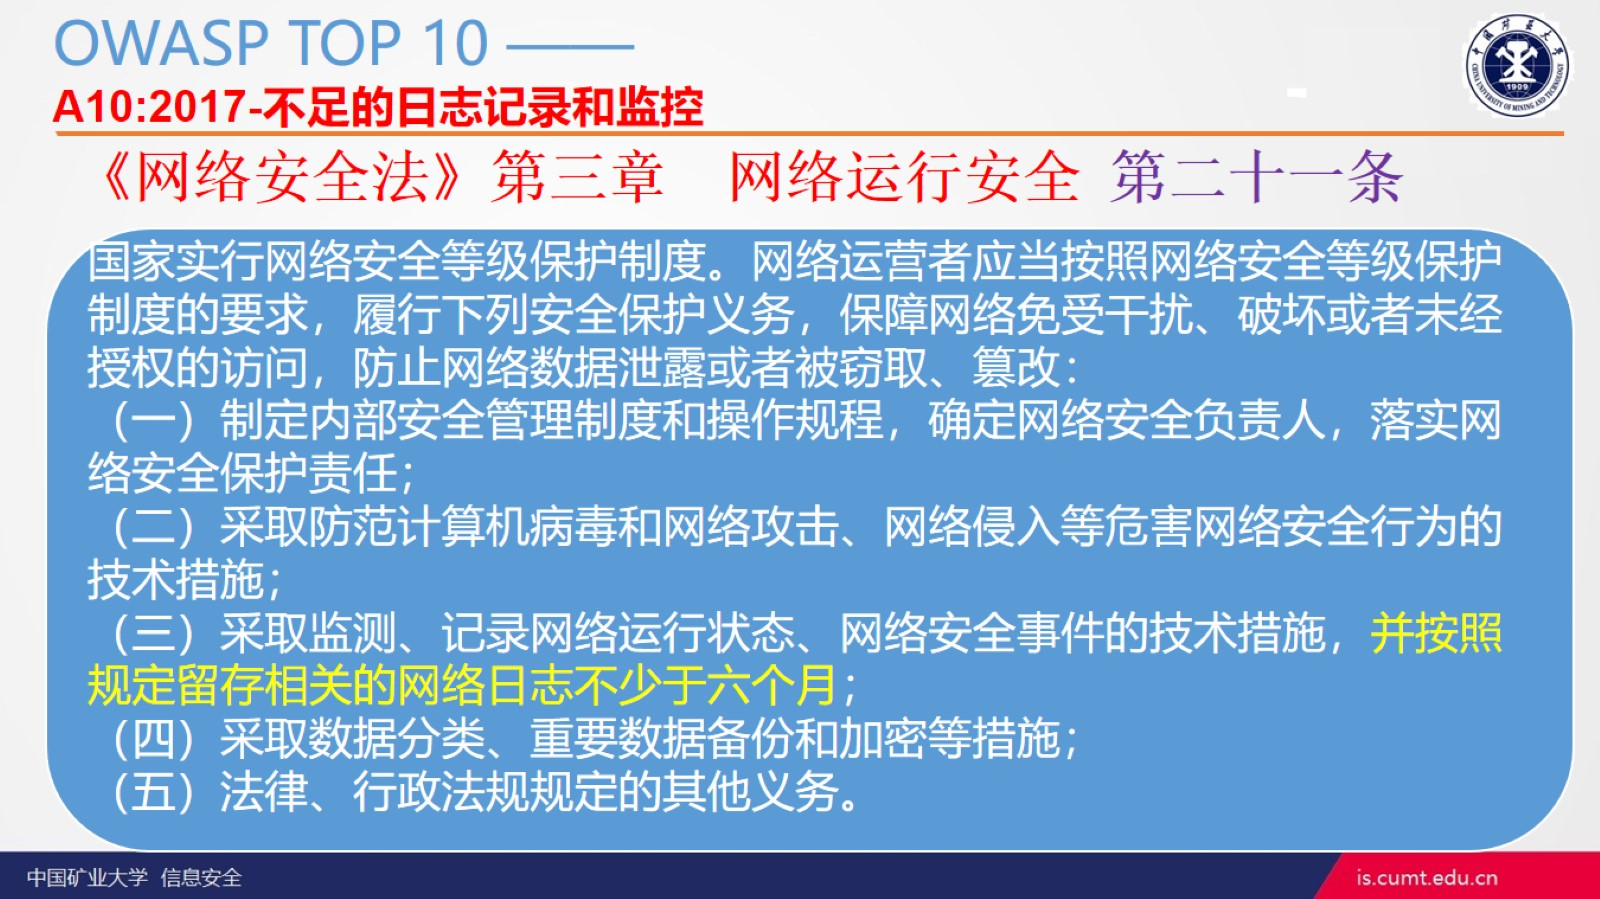 OWASP TOP 10 ——
A10:2017-不足的日志记录和监控
中国矿业大学
CHINA UNIVERSITY OF MINING AND TECHNOLOGY
1909
《网络安全法》第三章　网络运行安全 第二十一条
国家实行网络安全等级保护制度。网络运营者应当按照网络安全等级保护
制度的要求，履行下列安全保护义务，保障网络免受干扰、破坏或者未经
授权的访问，防止网络数据泄露或者被窃取、篡改：
（一）制定内部安全管理制度和操作规程，确定网络安全负责人，落实网
络安全保护责任；
（二）采取防范计算机病毒和网络攻击、网络侵入等危害网络安全行为的
技术措施；
（三）采取监测、记录网络运行状态、网络安全事件的技术措施，并按照
规定留存相关的网络日志不少于六个月；
（四）采取数据分类、重要数据备份和加密等措施；
（五）法律、行政法规规定的其他义务。
中国矿业大学 信息安全
is.cumt.edu.cn